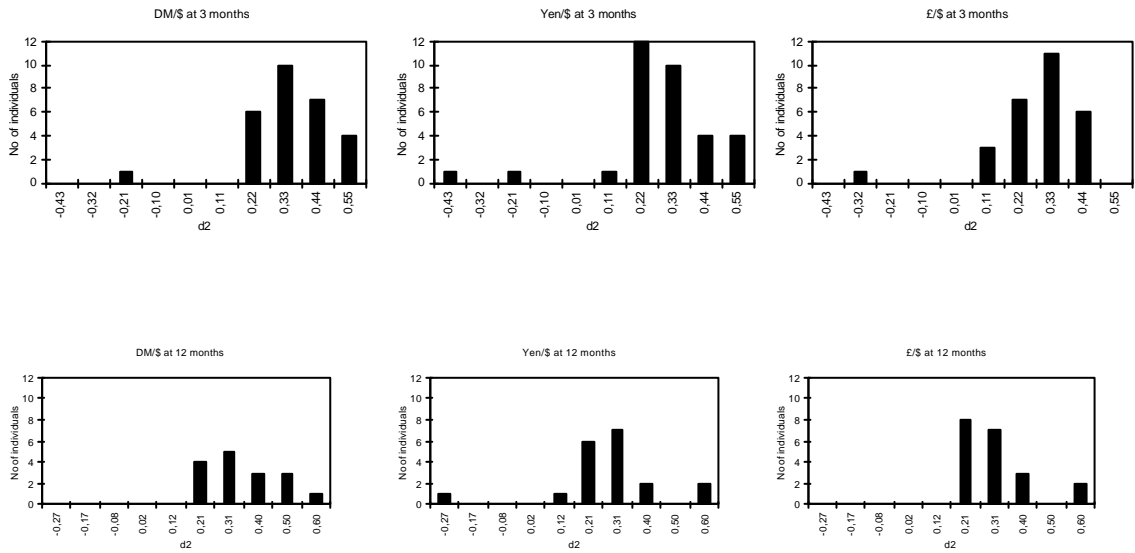 DM/$ at 3 months
12
10
8
6
4
2
0
No of individuals
-0,43 -0,32 -0,21 -0,10 0,01 0,11 0,22 0,33 0,44 0,55
d2
Yen/$ at 3 months
12
10
8
6
4
2
0
No of individuals
-0,43 -0,32 -0,21 -0,10 0,01 0,11 0,22 0,33 0,44 0,55
d2
£/$ at 3 months
12
10
8
6
4
2
0
No of individuals
-0,43 -0,32 -0,21 -0,10 0,01 0,11 0,22 0,33 0,44 0,55
d2
DM/$ at 12 months
12
10
8
6
4
2
0
No of individuals
-0,27 -0,17 -0,08 0,02 0,12 0,21 0,31 0,40 0,50 0,60
d2
Yen/$ at 12 months
12
10
8
6
4
2
0
No of individuals
-0,27 -0,17 -0,08 0,02 0,12 0,21 0,31 0,40 0,50 0,60
d2
£/$ at 12 months
12
10
8
6
4
2
0
No of individuals
-0,27 -0,17 -0,08 0,02 0,12 0,21 0,31 0,40 0,50 0,60
d2